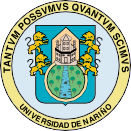 TANTVM POSSVMVS QVANTVM SCIMVS
UNIVERSIDAD DE NARIÑO